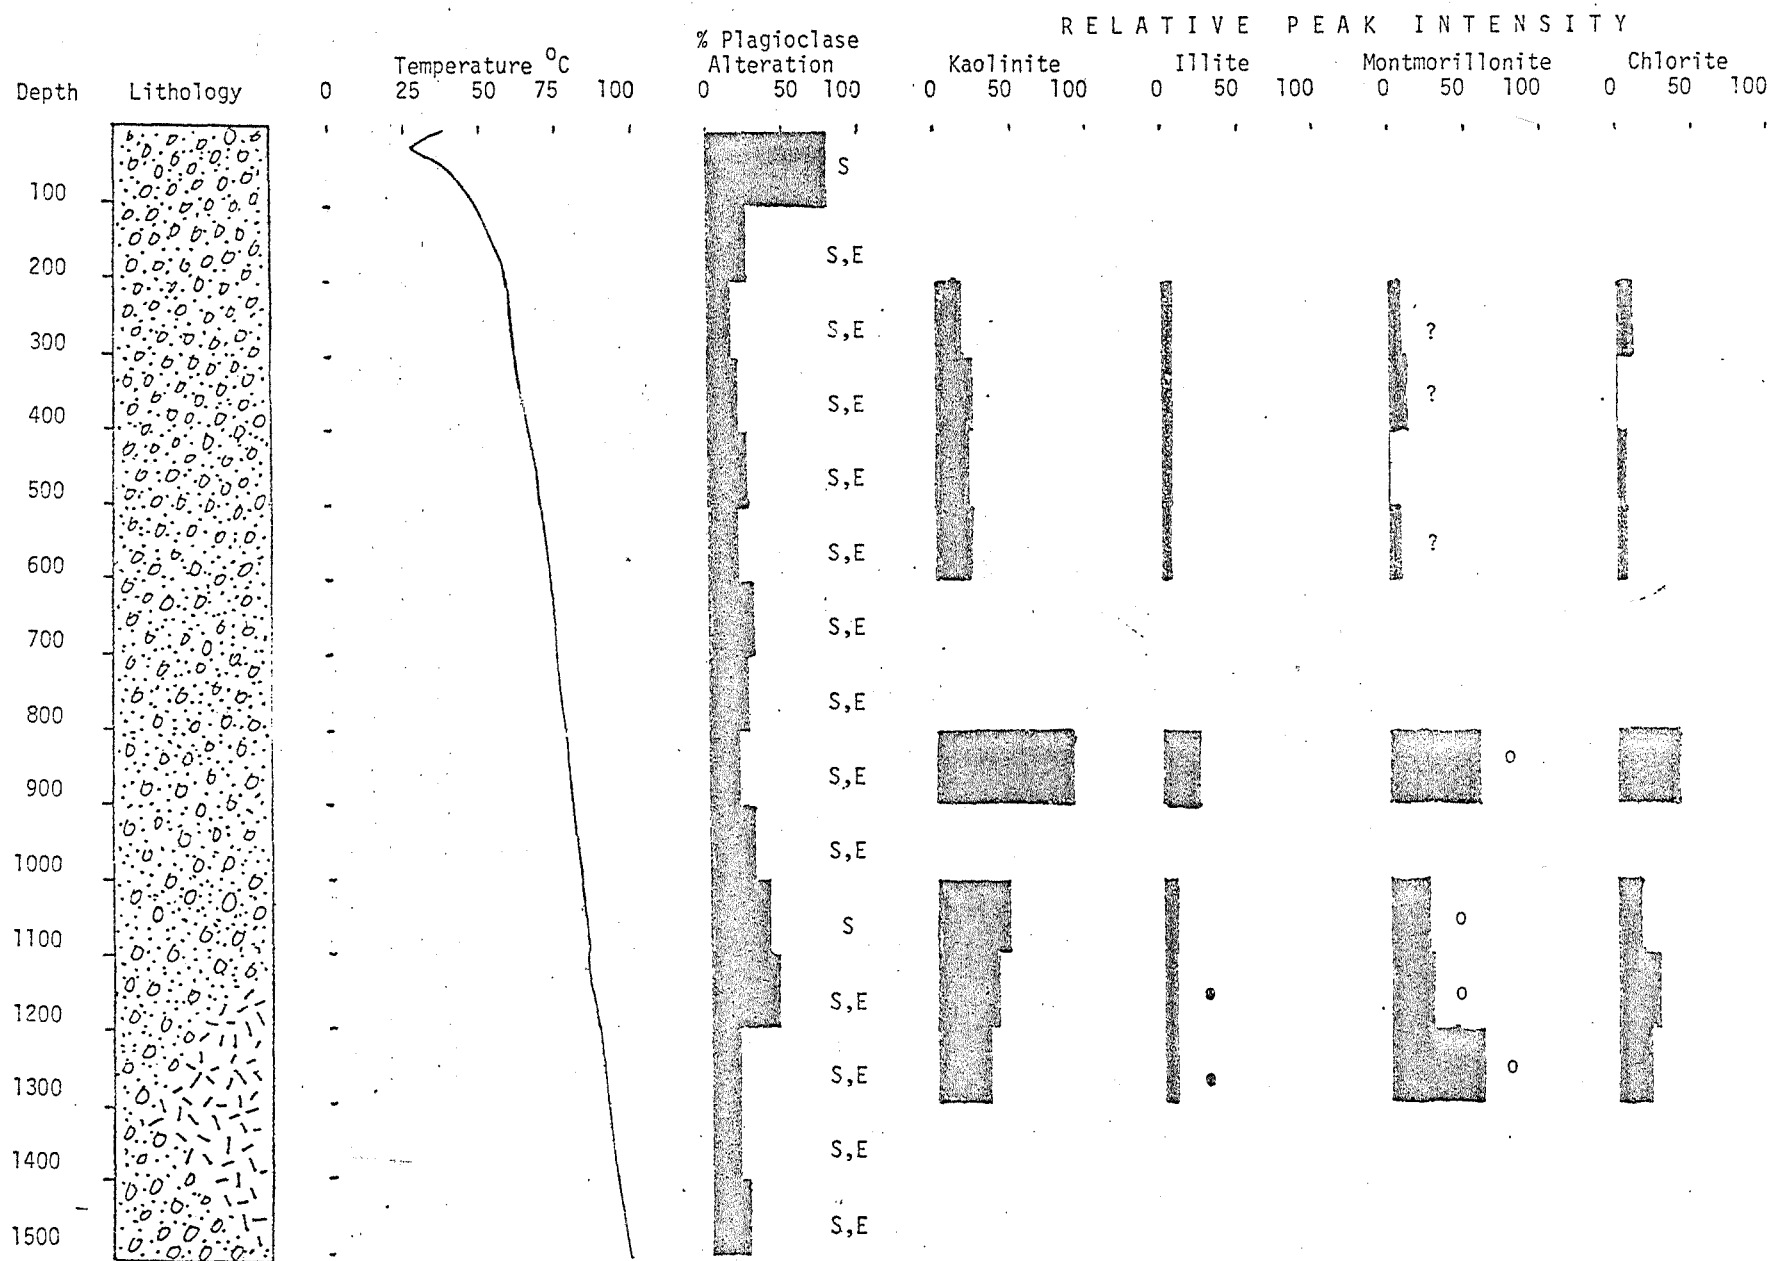 RELATIVE PEAK INTENSITY
% Plagioclase
Temperature °C Alteration Kaolinite Illite Montmorillonite Chlorite
Depth Lithology 0 25 50 75 100 0 50 100 0 50 100 0 50 100 0 50 100 0 50 100
S
100
S,E
200
S,E ?
300
S,E ?
400
S,E
500
S,E ?
600
S,E
700
S,E
800
S,E o
900
S,E
1000
S o
1100
S,E o
1200
S,E o
1300
S,E
1400
S,E
1500